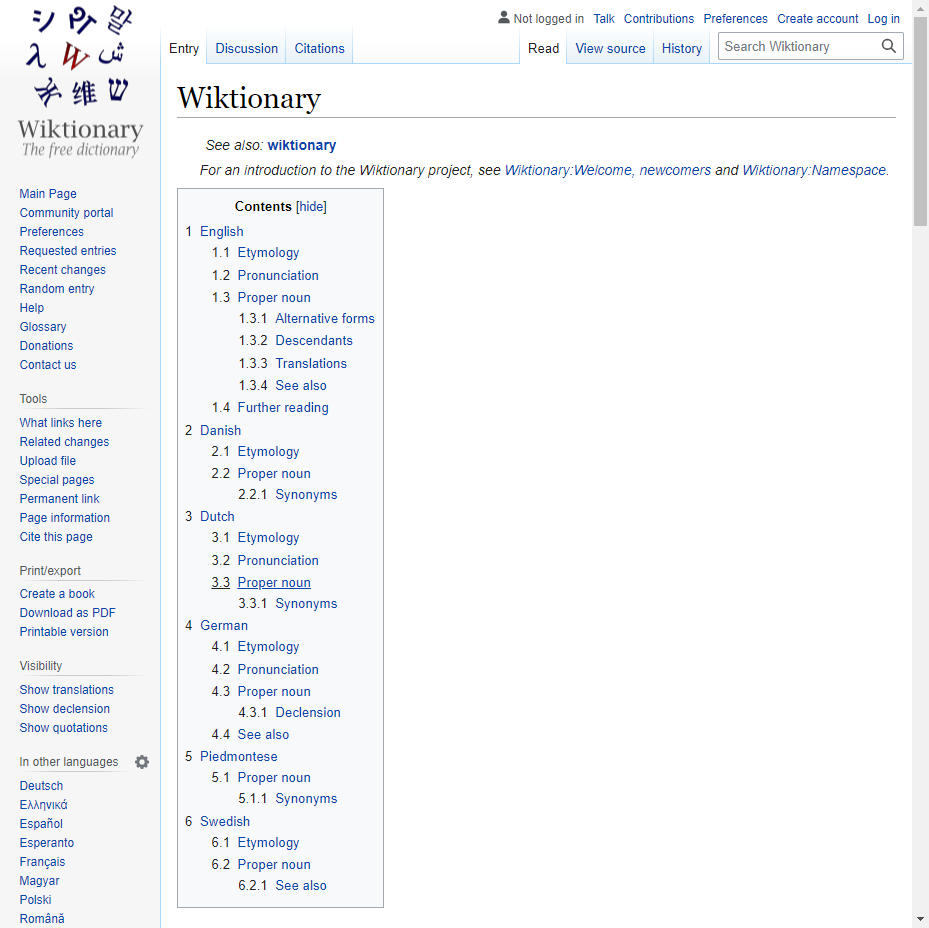 Not logged in Talk Contributions Preferences Create account Log in
Entry Discussion Citations Read View source History Search Wiktionary
Wiktionary
The free dictionary
Main Page
Community portal
Preferences
Requested entries
Recent changes
Random entry
Help
Glossary
Donations
Contact us
Tools
What links here
Related changes
Upload file
Special pages
Permanent link
Page information
Cite this page
Print/export
Create a book
Download as PDF
Printable version
Visibility
Show translations
Show declension
Show quotations
In other languages
Deutsch
Ελληνικά
Español
Esperanto
Français
Magyar
Polski
Română
Wiktionary
See also: wiktionary
For an introduction to the Wiktionary project, see Wiktionary:Welcome, newcomers and Wiktionary:Namespace.
Contents [hide]
1 English
1.1 Etymology
1.2 Pronunciation
1.3 Proper noun
1.3.1 Alternative forms
1.3.2 Descendants
1.3.3 Translations
1.3.4 See also
1.4 Further reading
2 Danish
2.1 Etymology
2.2 Proper noun
2.2.1 Synonyms
3 Dutch
3.1 Etymology
3.2 Pronunciation
3.3 Proper noun
3.3.1 Synonyms
4 German
4.1 Etymology
4.2 Pronunciation
4.3 Proper noun
4.3.1 Declension
4.4 See also
5 Piedmontese
5.1 Proper noun
5.1.1 Synonyms
6 Swedish
6.1 Etymology
6.2 Proper noun
6.2.1 See also